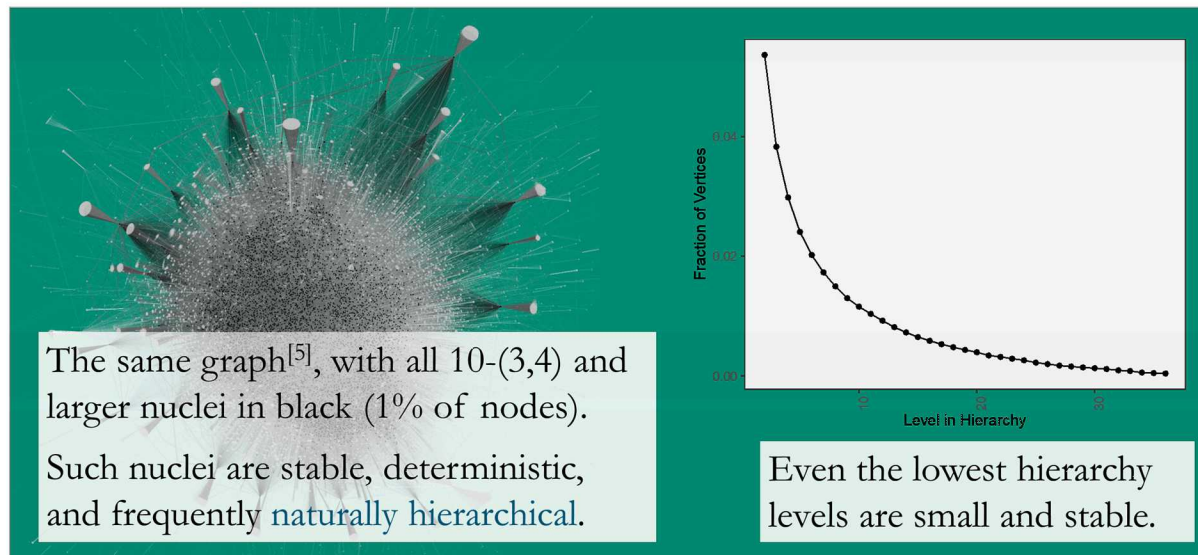 The same graph[5], with all 10-(3,4) and
larger nuclei in black (1% of nodes).
Such nuclei are stable, deterministic,
and frequently naturally hierarchical.
Fraction of Vertices
0.04
0.02
0.00
10
20
30
Level in Hierarchy
Even the lowest hierarchy
levels are small and stable.